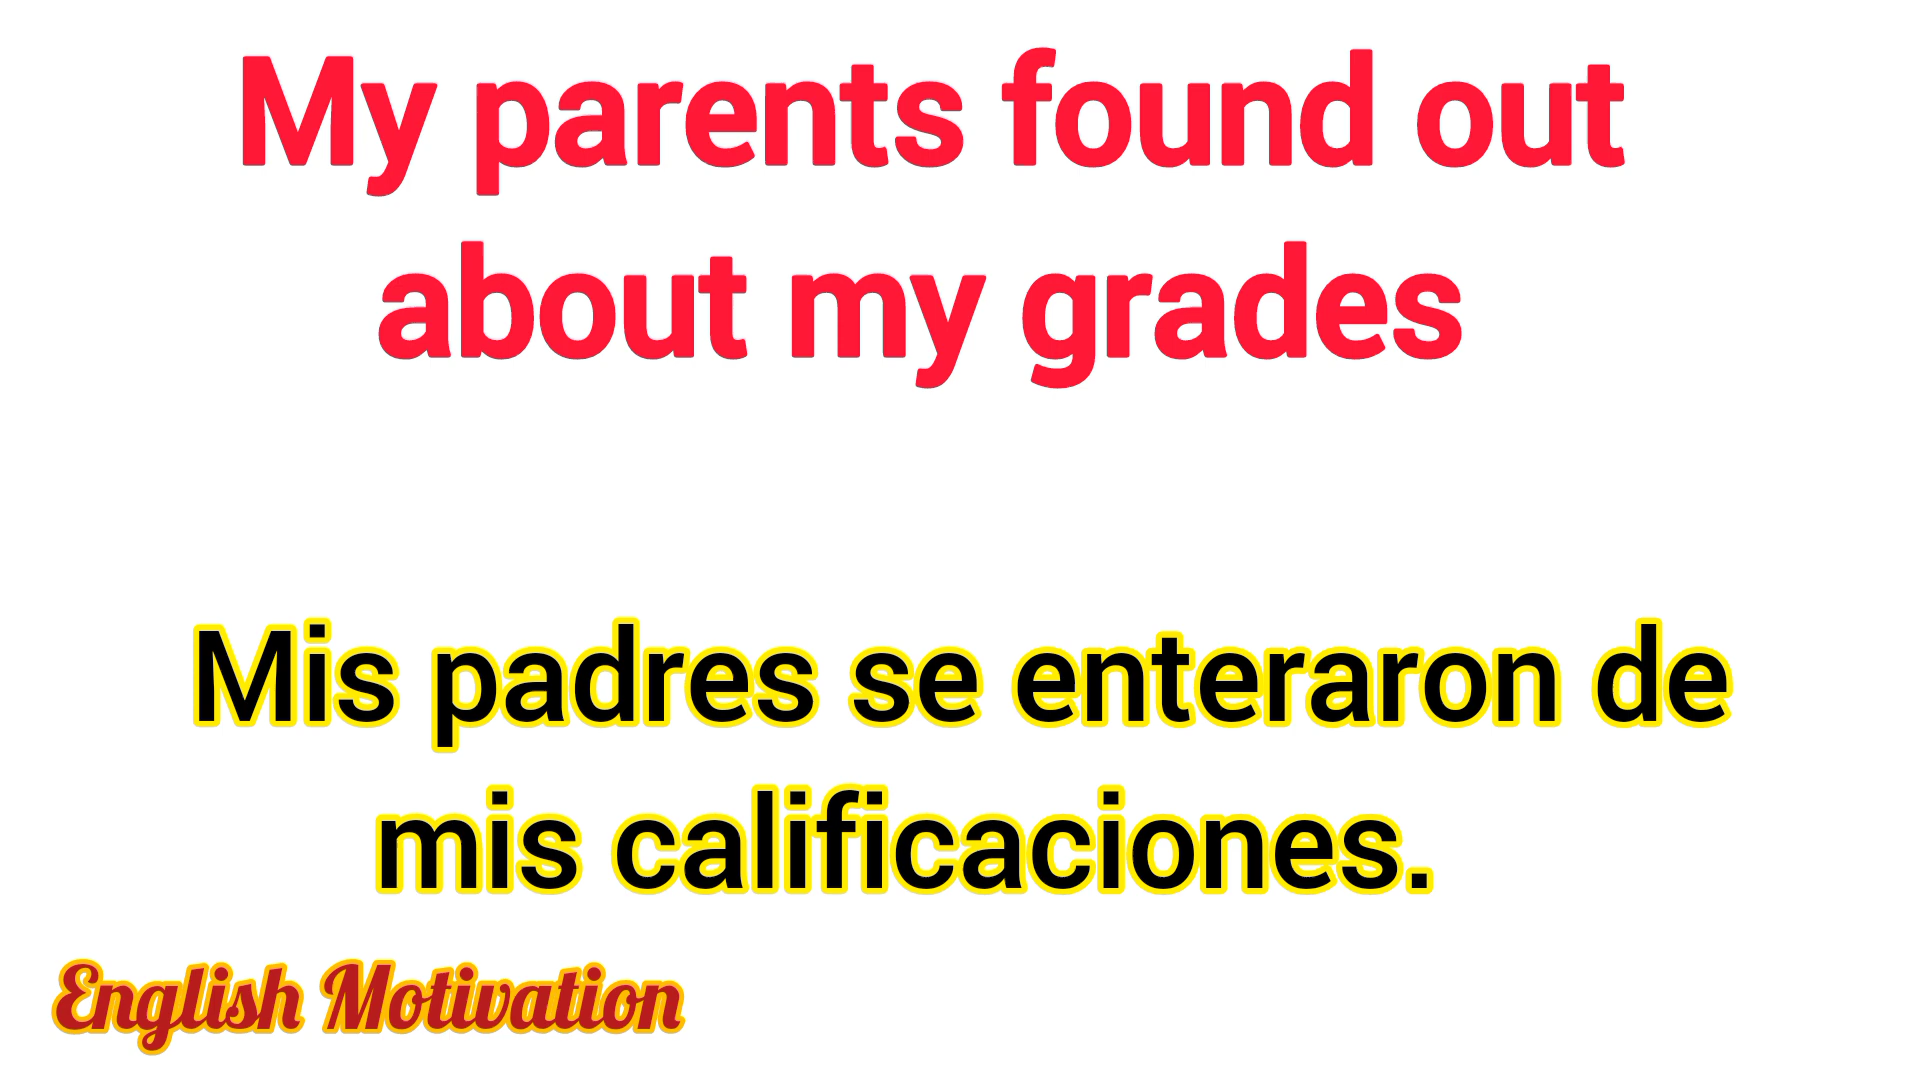 My parents found out
about my grades
Mis padres se enteraron de
mis calificaciones.
English Motivation